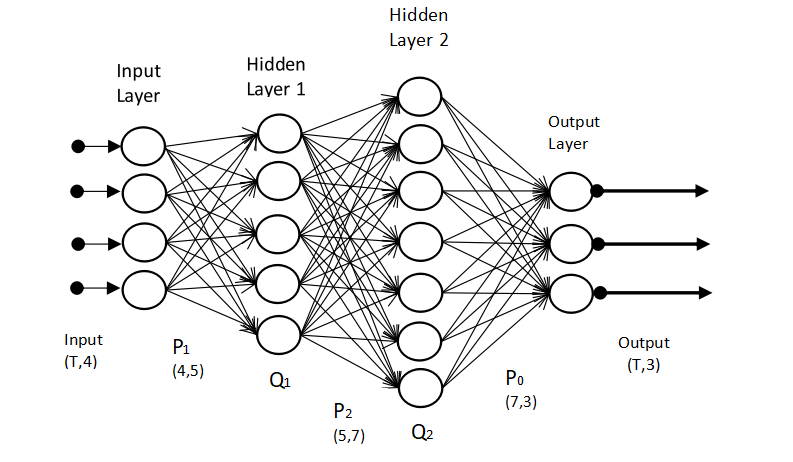 Hidden
Layer 2
Hidden
Layer 1
Input
Layer
Output
Layer
Input
(T,4)
P₁
(4,5)
Q₁
P₂
(5,7)
Q₂
P₀
(7,3)
Output
(T,3)